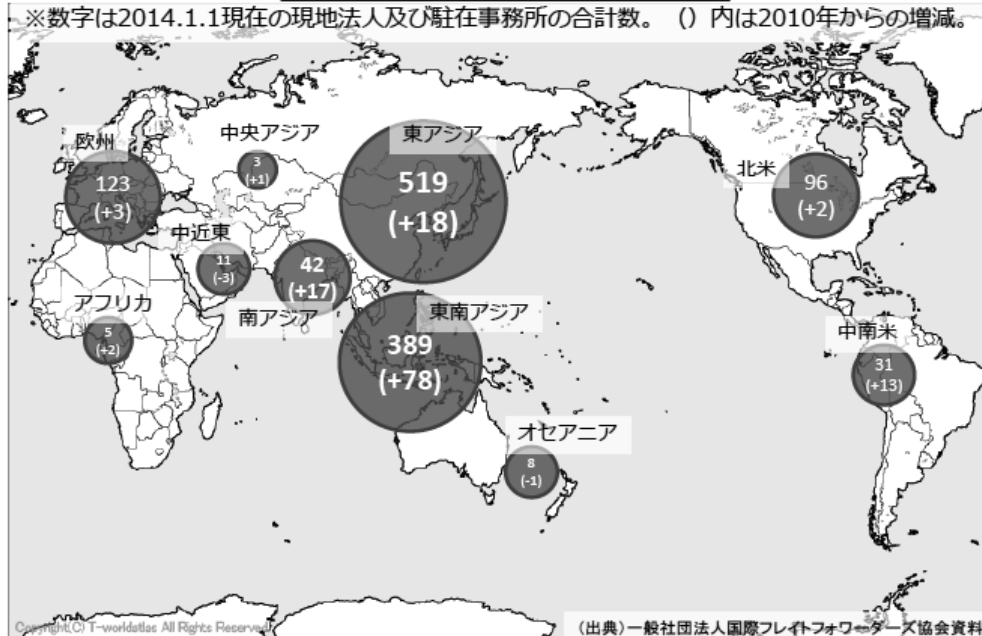 ※数字は2014.1.1現在の現地法人及び駐在事務所の合計数。 () 内は2010年からの増減。
欧州
123
(+3)
中央アジア
3
(+1)
東アジア
519
(+18)
北米
96
(+2)
中近東
11
(-3)
42
(+17)
南アジア
アフリカ
5
(+2)
東南アジア
389
(+78)
中南米
31
(+13)
オセアニア
8
(-1)
Copyright(C) T-worldatlas All Rights Reserved
(出典)一般社団法人国際フレイトフォワーダーズ協会資料